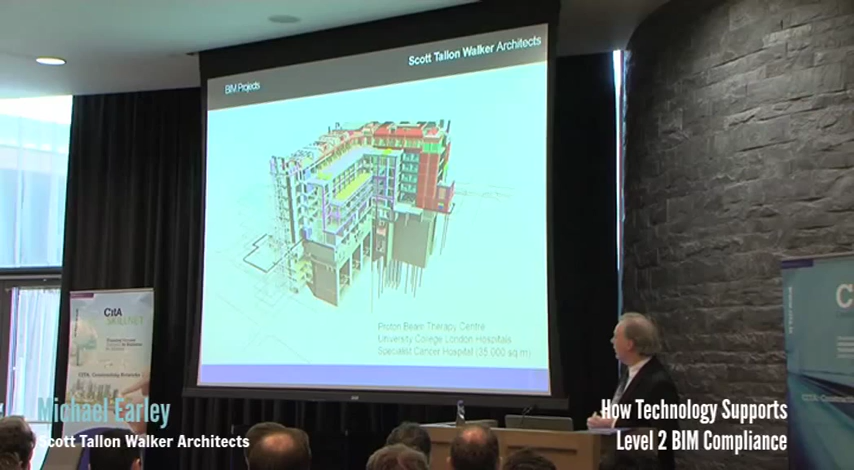 BIM Projects
Scott Tallon Walker Architects
Proton Beam Therapy Centre
University College London Hospitals
Specialist Cancer Hospital (35 000 sq m)
CitA
SKILLNET
Michael Earley
Scott Tallon Walker Architects
How Technology Supports
Level 2 BIM Compliance